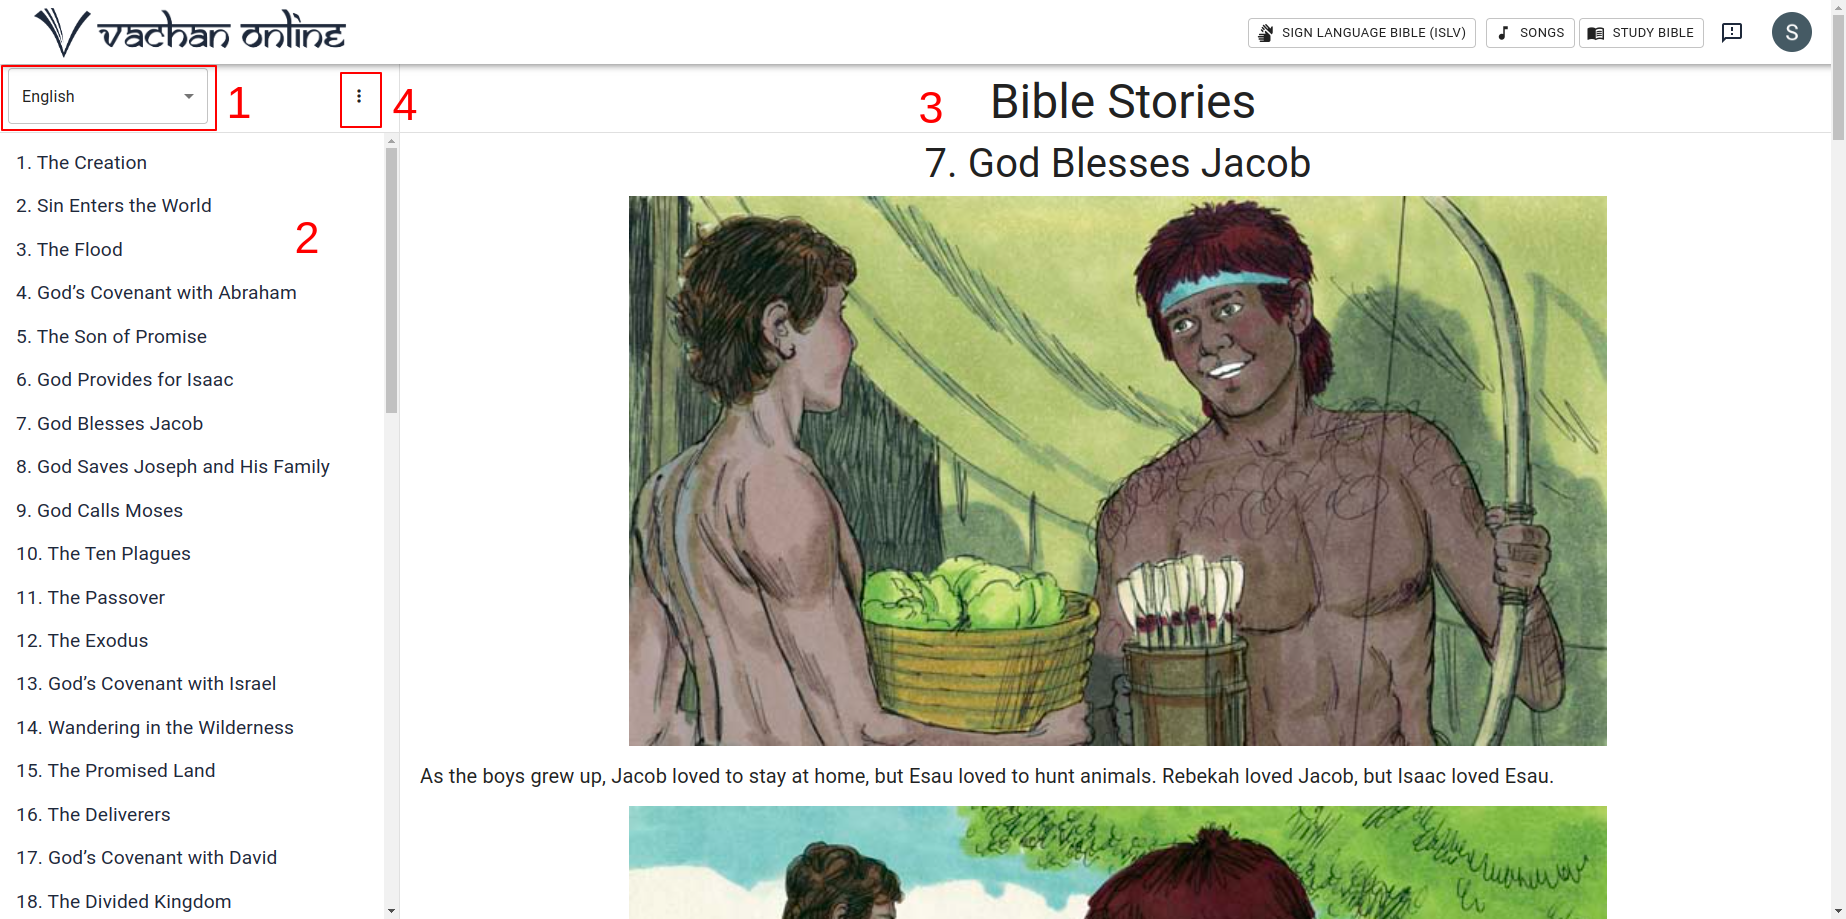 vachan online
SIGN LANGUAGE BIBLE (ISLV)
SONGS
STUDY BIBLE
S
English
1
4
3
Bible Stories
1. The Creation
2. Sin Enters the World
2
3. The Flood
4. God’s Covenant with Abraham
5. The Son of Promise
6. God Provides for Isaac
7. God Blesses Jacob
8. God Saves Joseph and His Family
9. God Calls Moses
10. The Ten Plagues
11. The Passover
12. The Exodus
13. God’s Covenant with Israel
14. Wandering in the Wilderness
15. The Promised Land
16. The Deliverers
17. God’s Covenant with David
18. The Divided Kingdom
7. God Blesses Jacob
As the boys grew up, Jacob loved to stay at home, but Esau loved to hunt animals. Rebekah loved Jacob, but Isaac loved Esau.